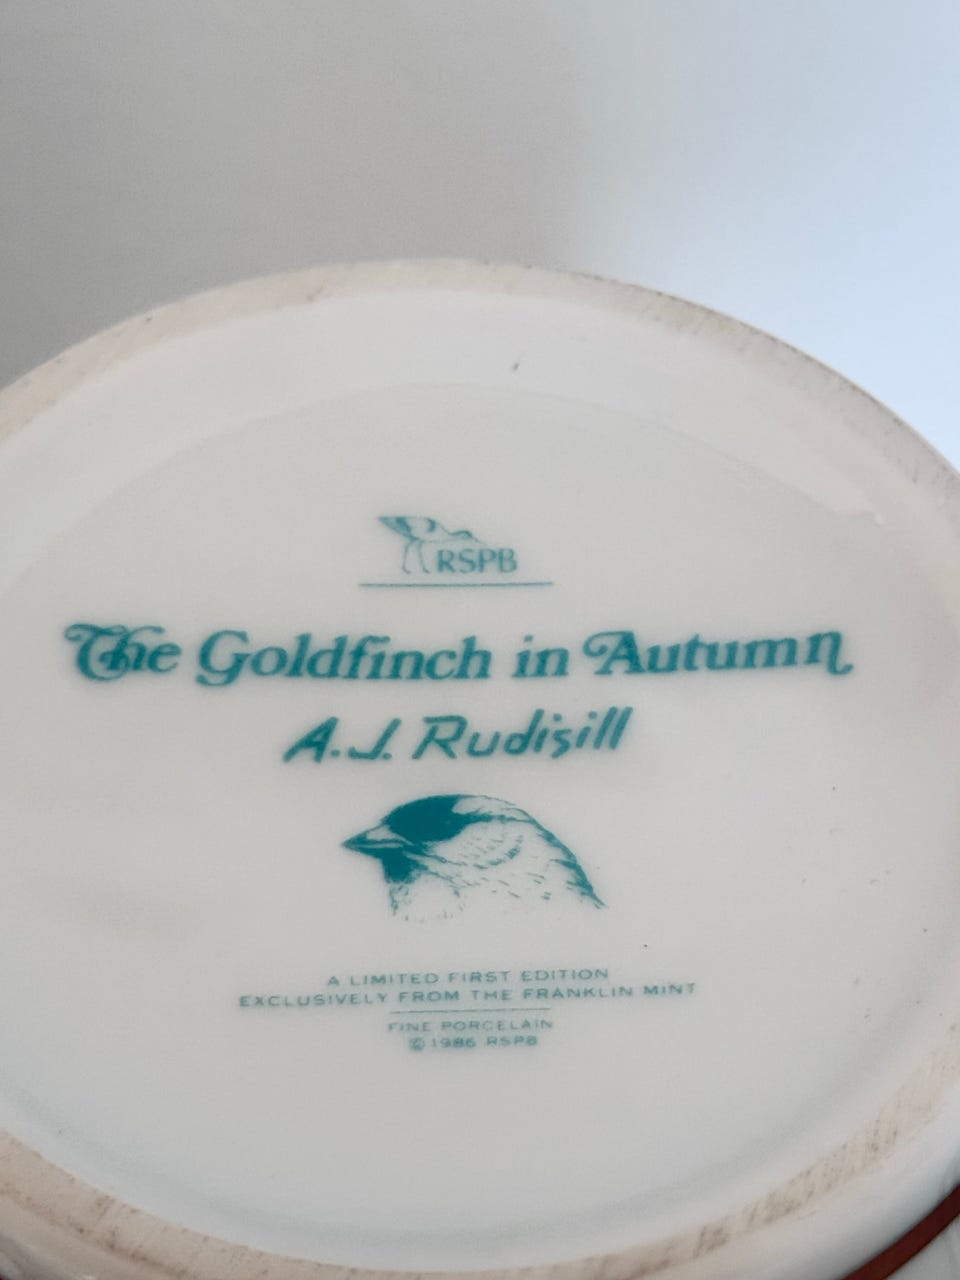 RSPB
The Goldfinch in Autumn
A.J. Rudisill
A LIMITED FIRST EDITION
EXCLUSIVELY FROM THE FRANKLIN MINT
FINE PORCELAIN
© 1986 RSPB